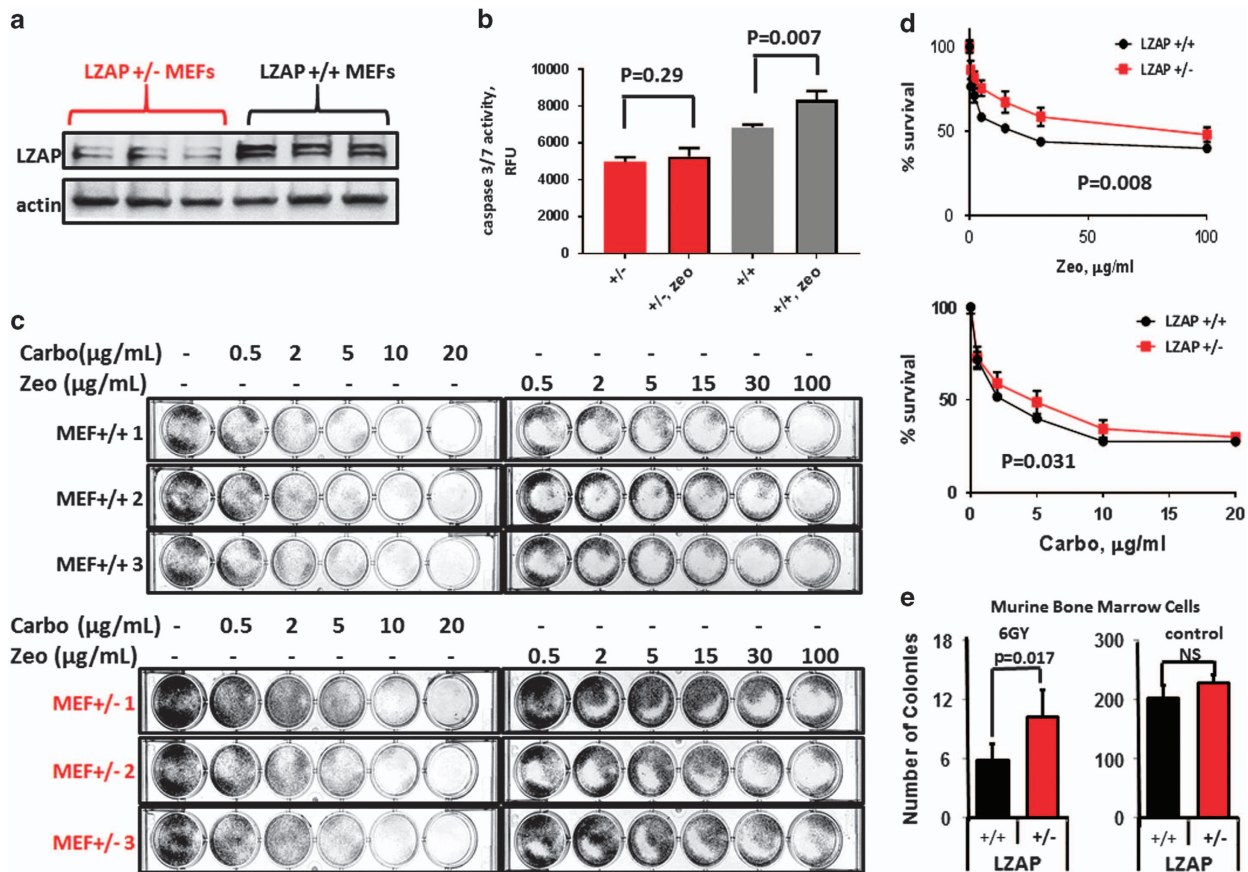 a
LZAP +/- MEFs
LZAP +/+ MEFs
LZAP
actin
b
P=0.007
P=0.29
caspase 3/7 activity,
RFU
10000
8000
6000
4000
2000
0
+/-
+/-, zeo
+/+
+/+, zeo
c
Carbo(µg/mL) - 0.5 2 5 10 20 - - - - - -
Zeo (µg/mL) - - - - - - 0.5 2 5 15 30 100
MEF+/+ 1
MEF+/+ 2
MEF+/+ 3
Carbo (µg/mL) - 0.5 2 5 10 20 - - - - - -
Zeo (µg/mL) - - - - - - 0.5 2 5 15 30 100
MEF+/- 1
MEF+/- 2
MEF+/- 3
d
LZAP +/+
LZAP +/-
% survival
100
50
0
P=0.008
0 50 100
Zeo, µg/ml
LZAP +/+
LZAP +/-
% survival
100
50
0
P=0.031
0 5 10 15 20
Carbo, µg/ml
e
Murine Bone Marrow Cells
Number of Colonies
18
12
6
0
6GY
p=0.017
+/+ +/-
LZAP
300
200
100
0
control
NS
+/+ +/-
LZAP